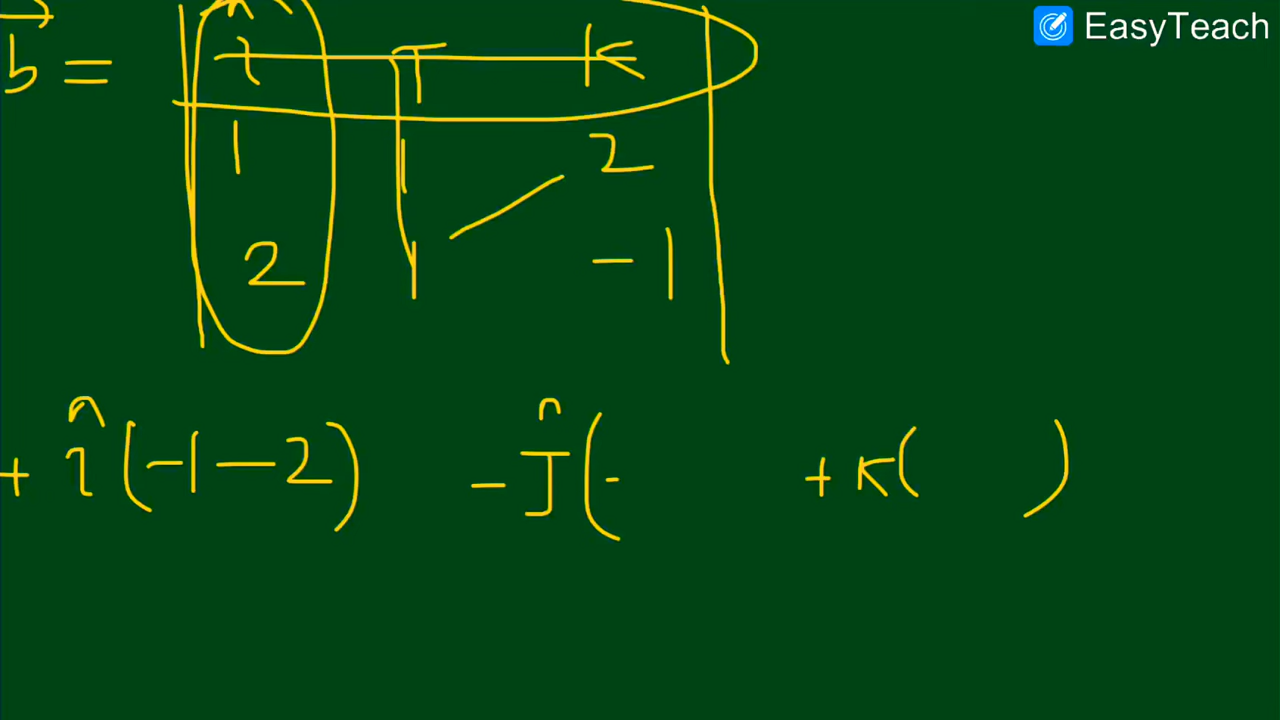 EasyTeach
b⃗ = | î J K |
1 1 2
2 1 -1
+ î(-1-2) - Ĵ(- + K( )